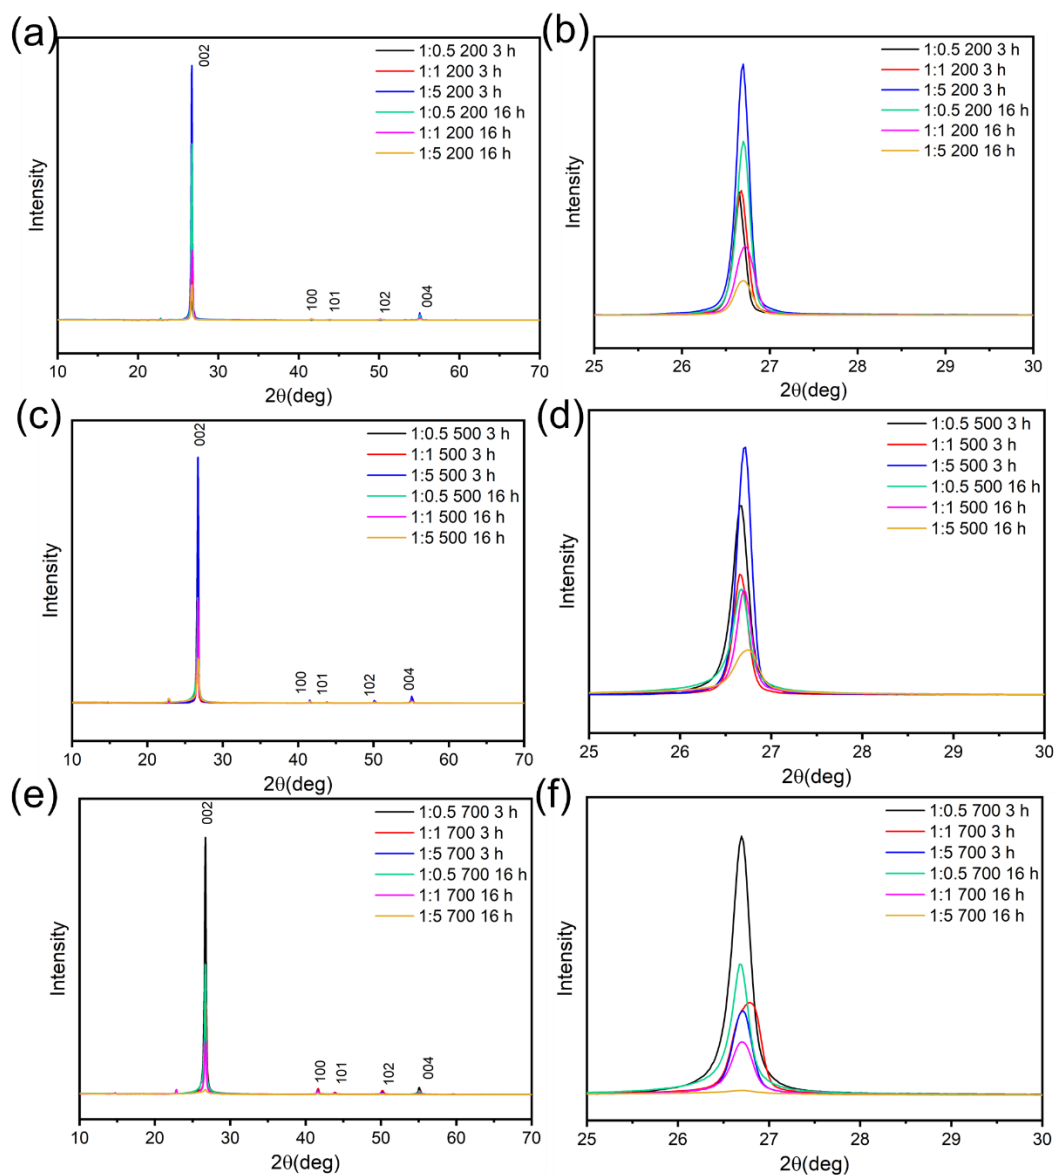 (a)
002
1:0.5 200 3 h
1:1 200 3 h
1:5 200 3 h
1:0.5 200 16 h
1:1 200 16 h
1:5 200 16 h
100
101
102
004
Intensity
10 20 30 40 50 60 70
2θ(deg)
(b)
1:0.5 200 3 h
1:1 200 3 h
1:5 200 3 h
1:0.5 200 16 h
1:1 200 16 h
1:5 200 16 h
Intensity
25 26 27 28 29 30
2θ(deg)
(c)
002
1:0.5 500 3 h
1:1 500 3 h
1:5 500 3 h
1:0.5 500 16 h
1:1 500 16 h
1:5 500 16 h
100
101
102
004
Intensity
10 20 30 40 50 60 70
2θ(deg)
(d)
1:0.5 500 3 h
1:1 500 3 h
1:5 500 3 h
1:0.5 500 16 h
1:1 500 16 h
1:5 500 16 h
Intensity
25 26 27 28 29 30
2θ(deg)
(e)
002
1:0.5 700 3 h
1:1 700 3 h
1:5 700 3 h
1:0.5 700 16 h
1:1 700 16 h
1:5 700 16 h
100
101
102
004
Intensity
10 20 30 40 50 60 70
2θ(deg)
(f)
1:0.5 700 3 h
1:1 700 3 h
1:5 700 3 h
1:0.5 700 16 h
1:1 700 16 h
1:5 700 16 h
Intensity
25 26 27 28 29 30
2θ(deg)